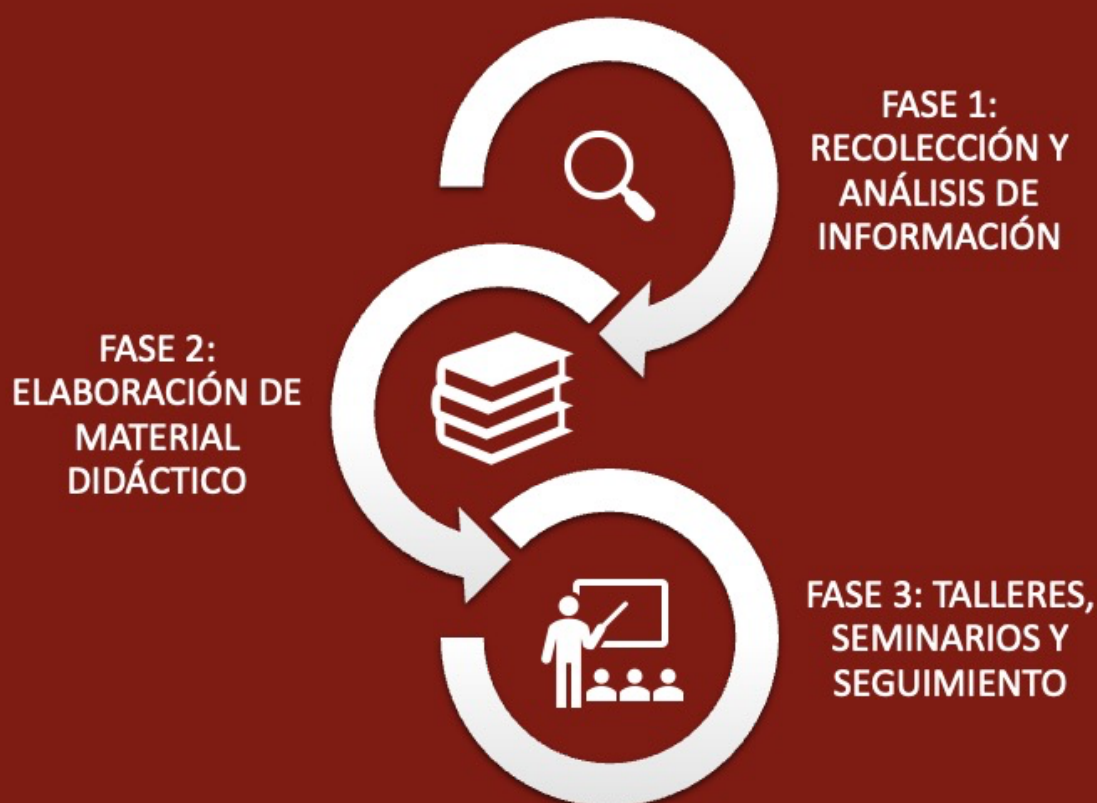 FASE 1:
RECOLECCIÓN Y
ANÁLISIS DE
INFORMACIÓN
FASE 2:
ELABORACIÓN DE
MATERIAL
DIDÁCTICO
FASE 3: TALLERES,
SEMINARIOS Y
SEGUIMIENTO